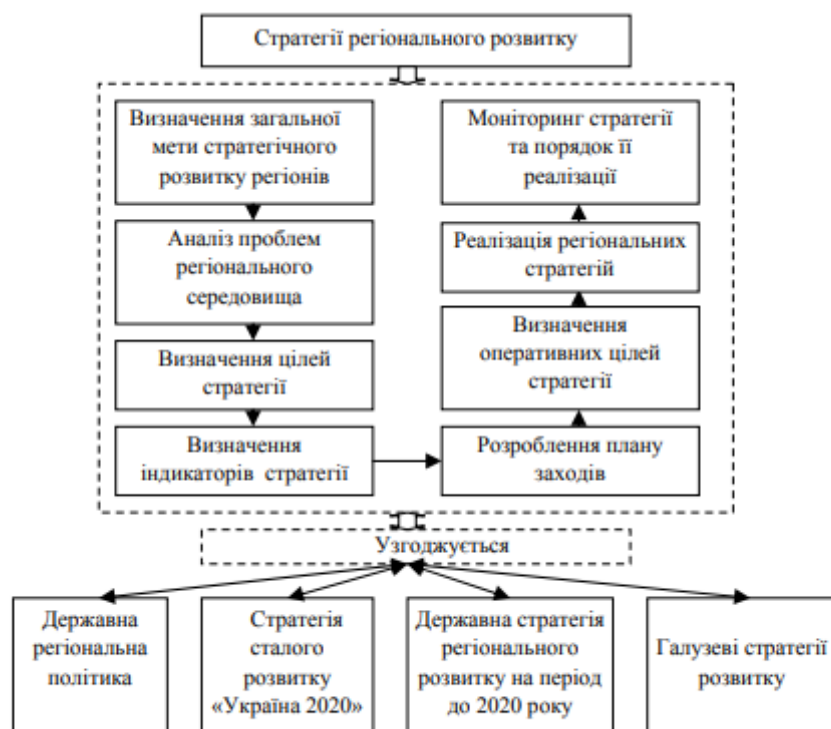 Стратегії регіонального розвитку
Визначення загальної
мети стратегічного
розвитку регіонів
Аналіз проблем
регіонального
середовища
Визначення цілей
стратегії
Визначення
індикаторів стратегії
Моніторинг стратегії
та порядок її
реалізації
Реалізація регіональних
стратегій
Визначення
оперативних цілей
стратегії
Розроблення плану
заходів
Узгоджується
Державна
регіональна
політика
Стратегія
сталого
розвитку
«Україна 2020»
Державна стратегія
регіонального
розвитку на період
до 2020 року
Галузеві стратегії
розвитку